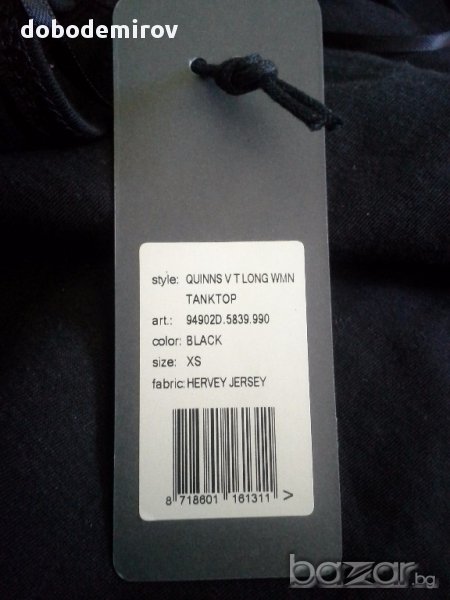 dobodemirov
style: QUINNS V T LONG WMN
TANKTOP
art.: 94902D.5839.990
color: BLACK
size: XS
fabric: HERVEY JERSEY
8 718601 161311 >
bazar.bg